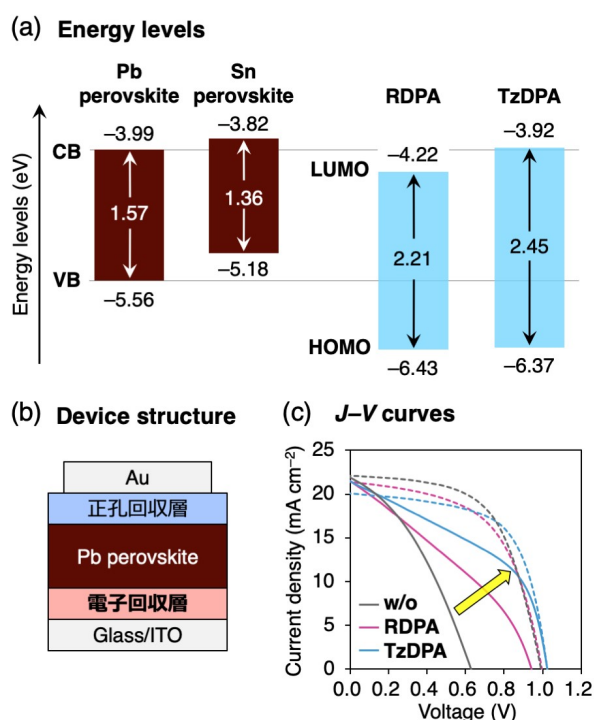 (a) Energy levels
Pb
perovskite
Sn
perovskite
RDPA
TzDPA
Energy levels (eV)
CB
VB
–3.99
1.57
–5.56
–3.82
1.36
–5.18
LUMO
HOMO
–4.22
2.21
–6.43
–3.92
2.45
–6.37
(b) Device structure
Au
正孔回収層
Pb perovskite
電子回収層
Glass/ITO
(c) J–V curves
Current density (mA cm⁻²)
25
20
15
10
5
0
w/o
RDPA
TzDPA
0.0 0.2 0.4 0.6 0.8 1.0 1.2
Voltage (V)